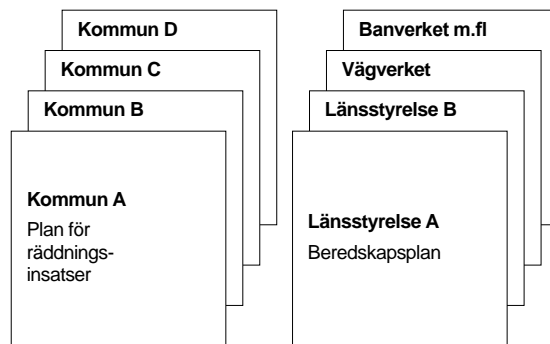 Kommun D
Kommun C
Kommun B
Kommun A
Plan för
räddnings-
insatser
Banverket m.fl
Vägverket
Länsstyrelse B
Länsstyrelse A
Beredskapsplan